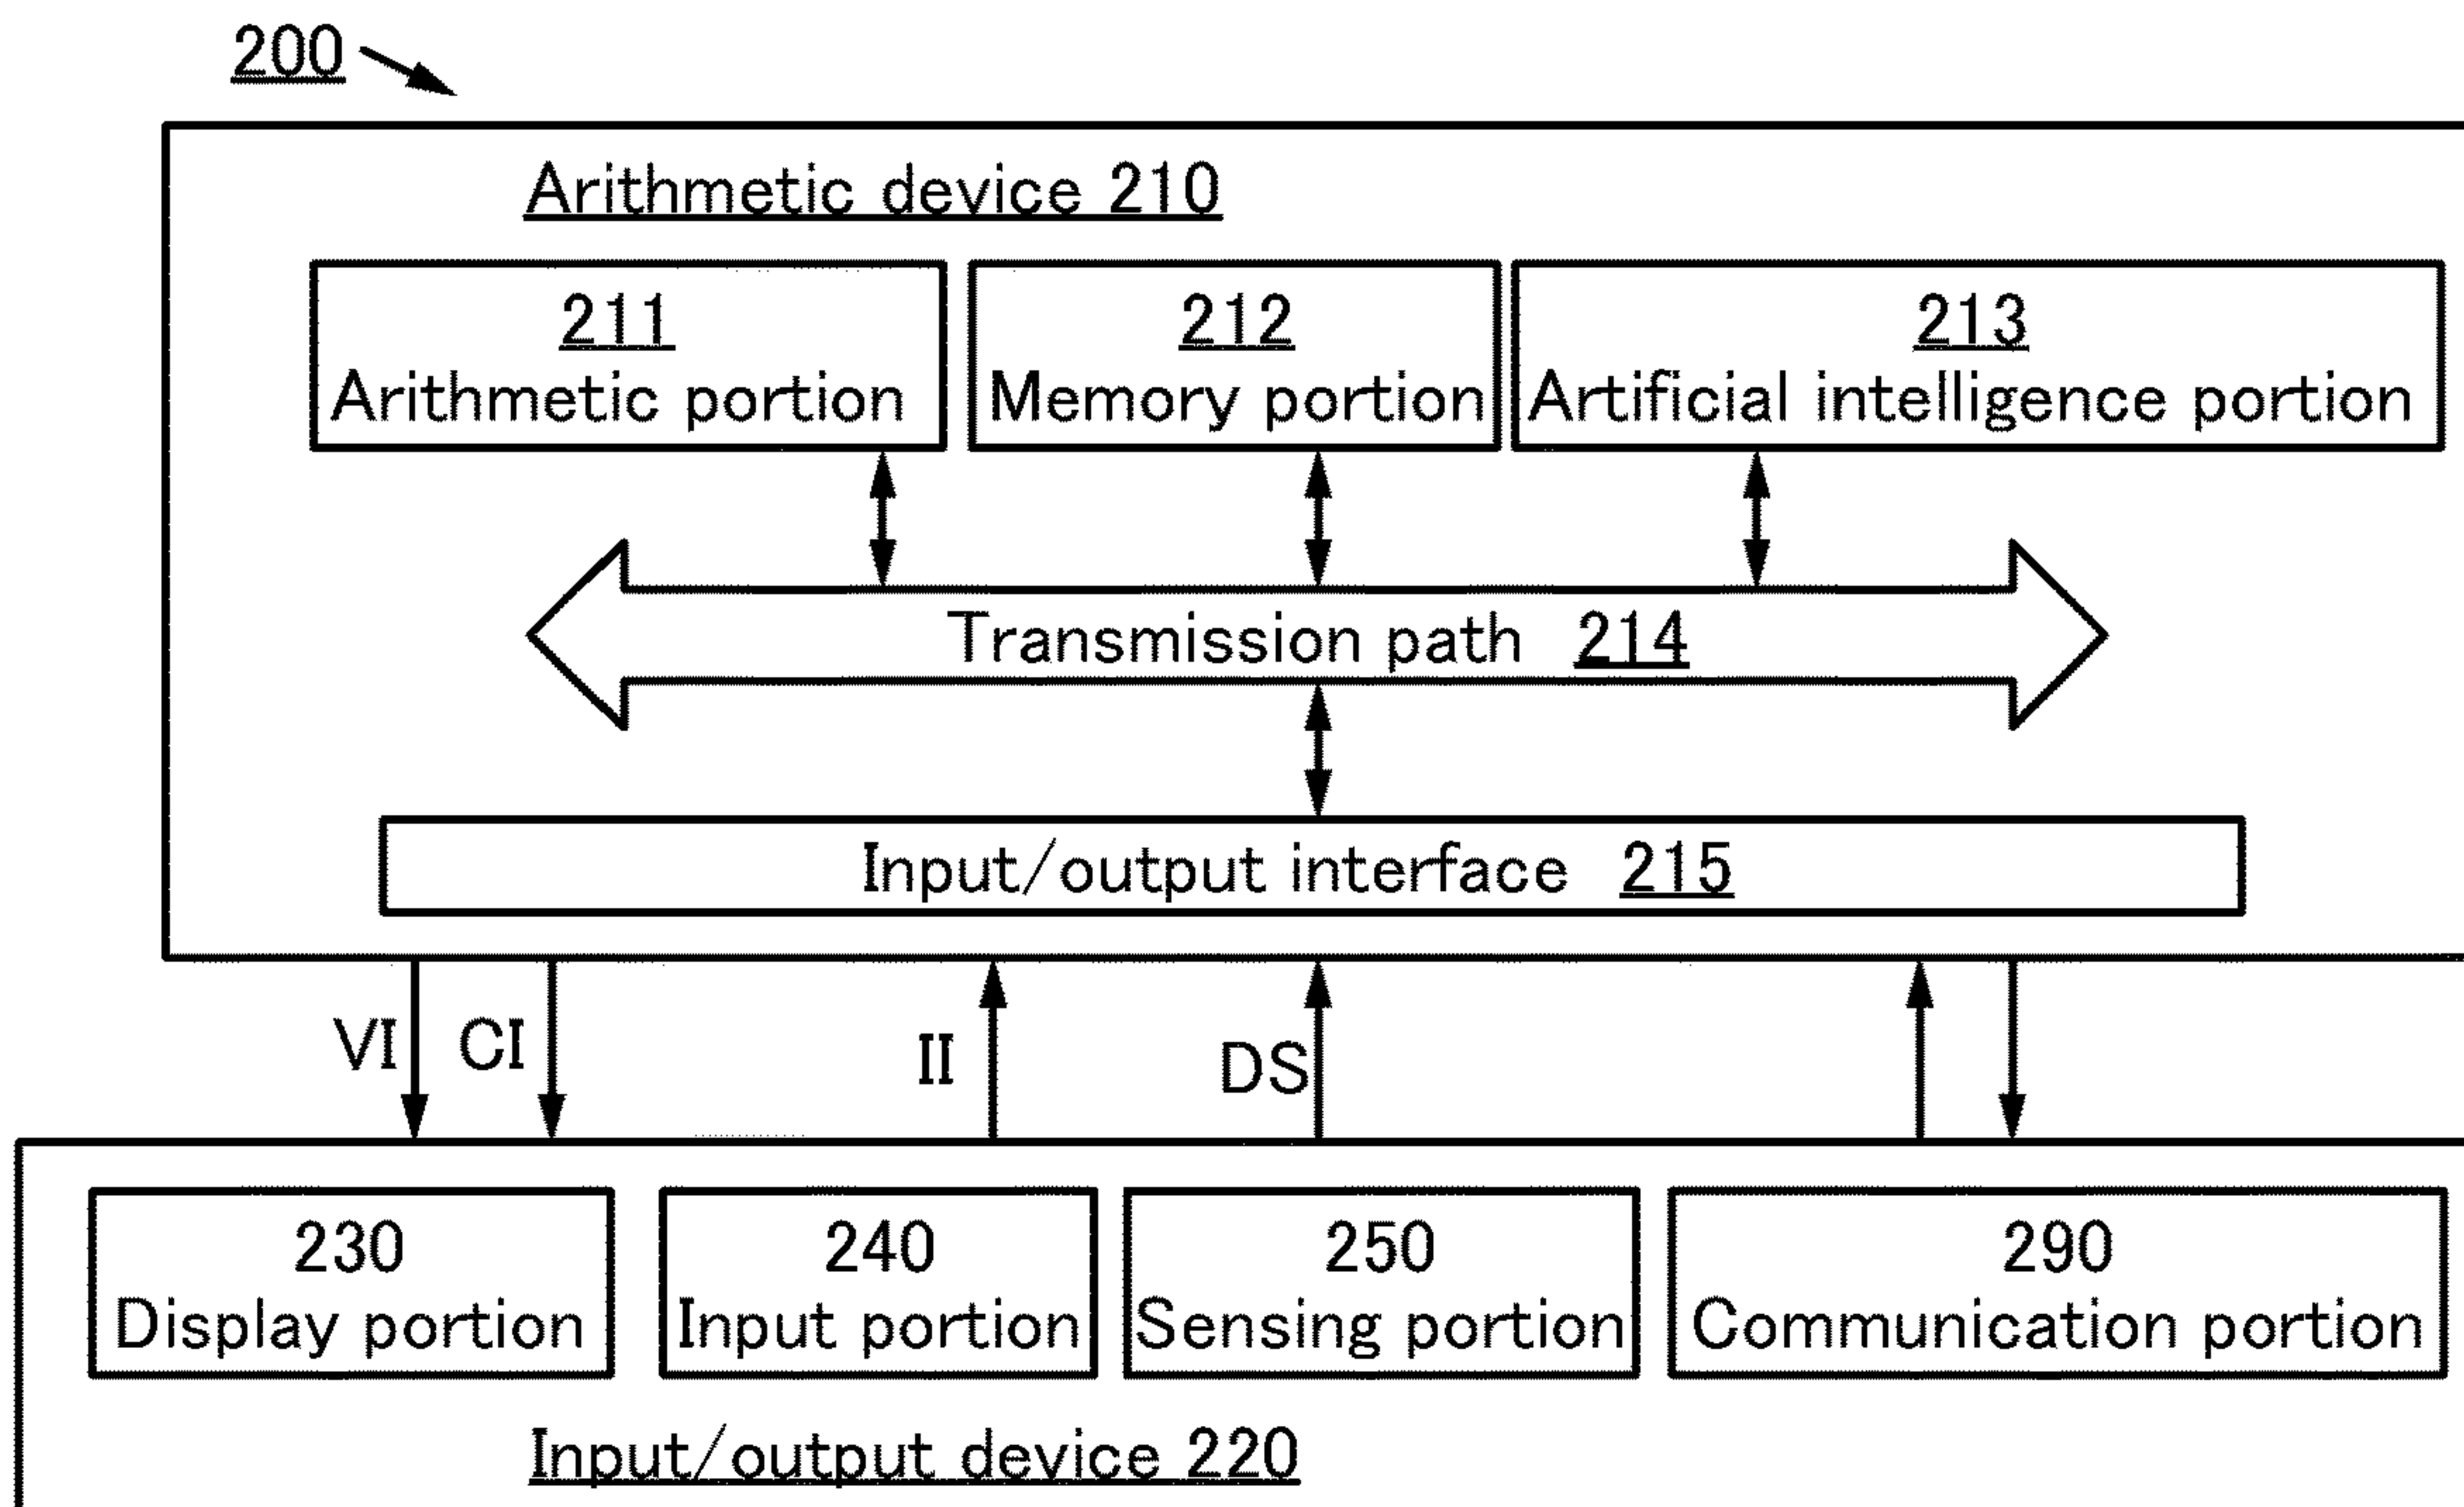 200
Arithmetic device 210
211
Arithmetic portion
212
Memory portion
213
Artificial intelligence portion
Transmission path 214
Input/output interface 215
VI
CI
II
DS
230
Display portion
240
Input portion
250
Sensing portion
290
Communication portion
Input/output device 220